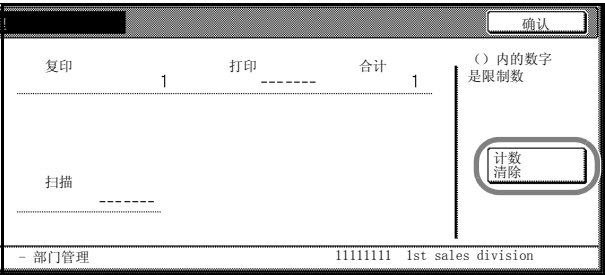 确认
复印 打印 合计
1 ------- 1
()内的数字
是限制数
计数
清除
扫描
-------
- 部门管理 11111111 1st sales division